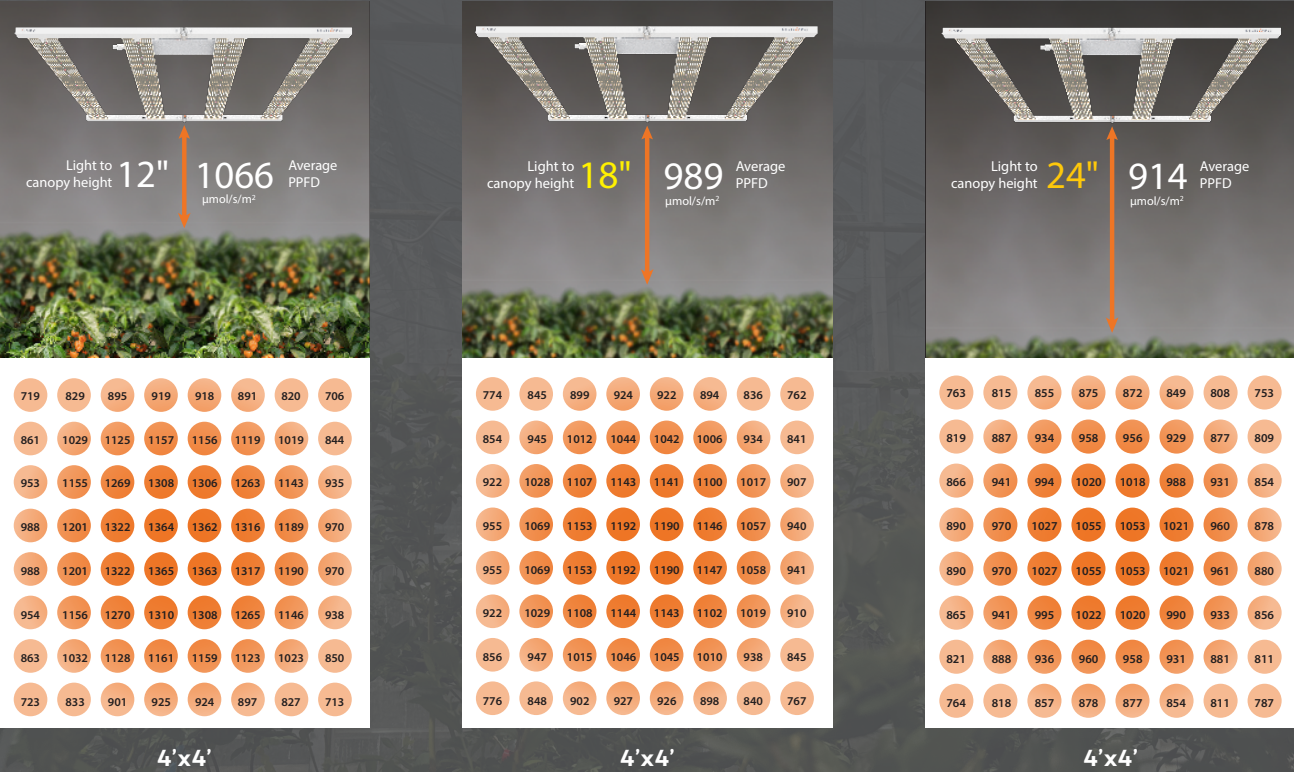 Light to
canopy height
12"
1066
Average
PPFD
µmol/s/m²
719 829 895 919 918 891 820 706
861 1029 1125 1157 1156 1119 1019 844
953 1155 1269 1308 1306 1263 1143 935
988 1201 1322 1364 1362 1316 1189 970
988 1201 1322 1365 1363 1317 1190 970
954 1156 1270 1310 1308 1265 1146 938
863 1032 1128 1161 1159 1123 1023 850
723 833 901 925 924 897 827 713
4'x4'
Light to
canopy height
18"
989
Average
PPFD
µmol/s/m²
774 845 899 924 922 894 836 762
854 945 1012 1044 1042 1006 934 841
922 1028 1107 1143 1141 1100 1017 907
955 1069 1153 1192 1190 1146 1057 940
955 1069 1153 1192 1190 1147 1058 941
922 1029 1108 1144 1143 1102 1019 910
856 947 1015 1046 1045 1010 938 845
776 848 902 927 926 898 840 767
4'x4'
Light to
canopy height
24"
914
Average
PPFD
µmol/s/m²
763 815 855 875 872 849 808 753
819 887 934 958 956 929 877 809
866 941 994 1020 1018 988 931 854
890 970 1027 1055 1053 1021 960 878
890 970 1027 1055 1053 1021 961 880
865 941 995 1022 1020 990 933 856
821 888 936 960 958 931 881 811
764 818 857 878 877 854 811 787
4'x4'